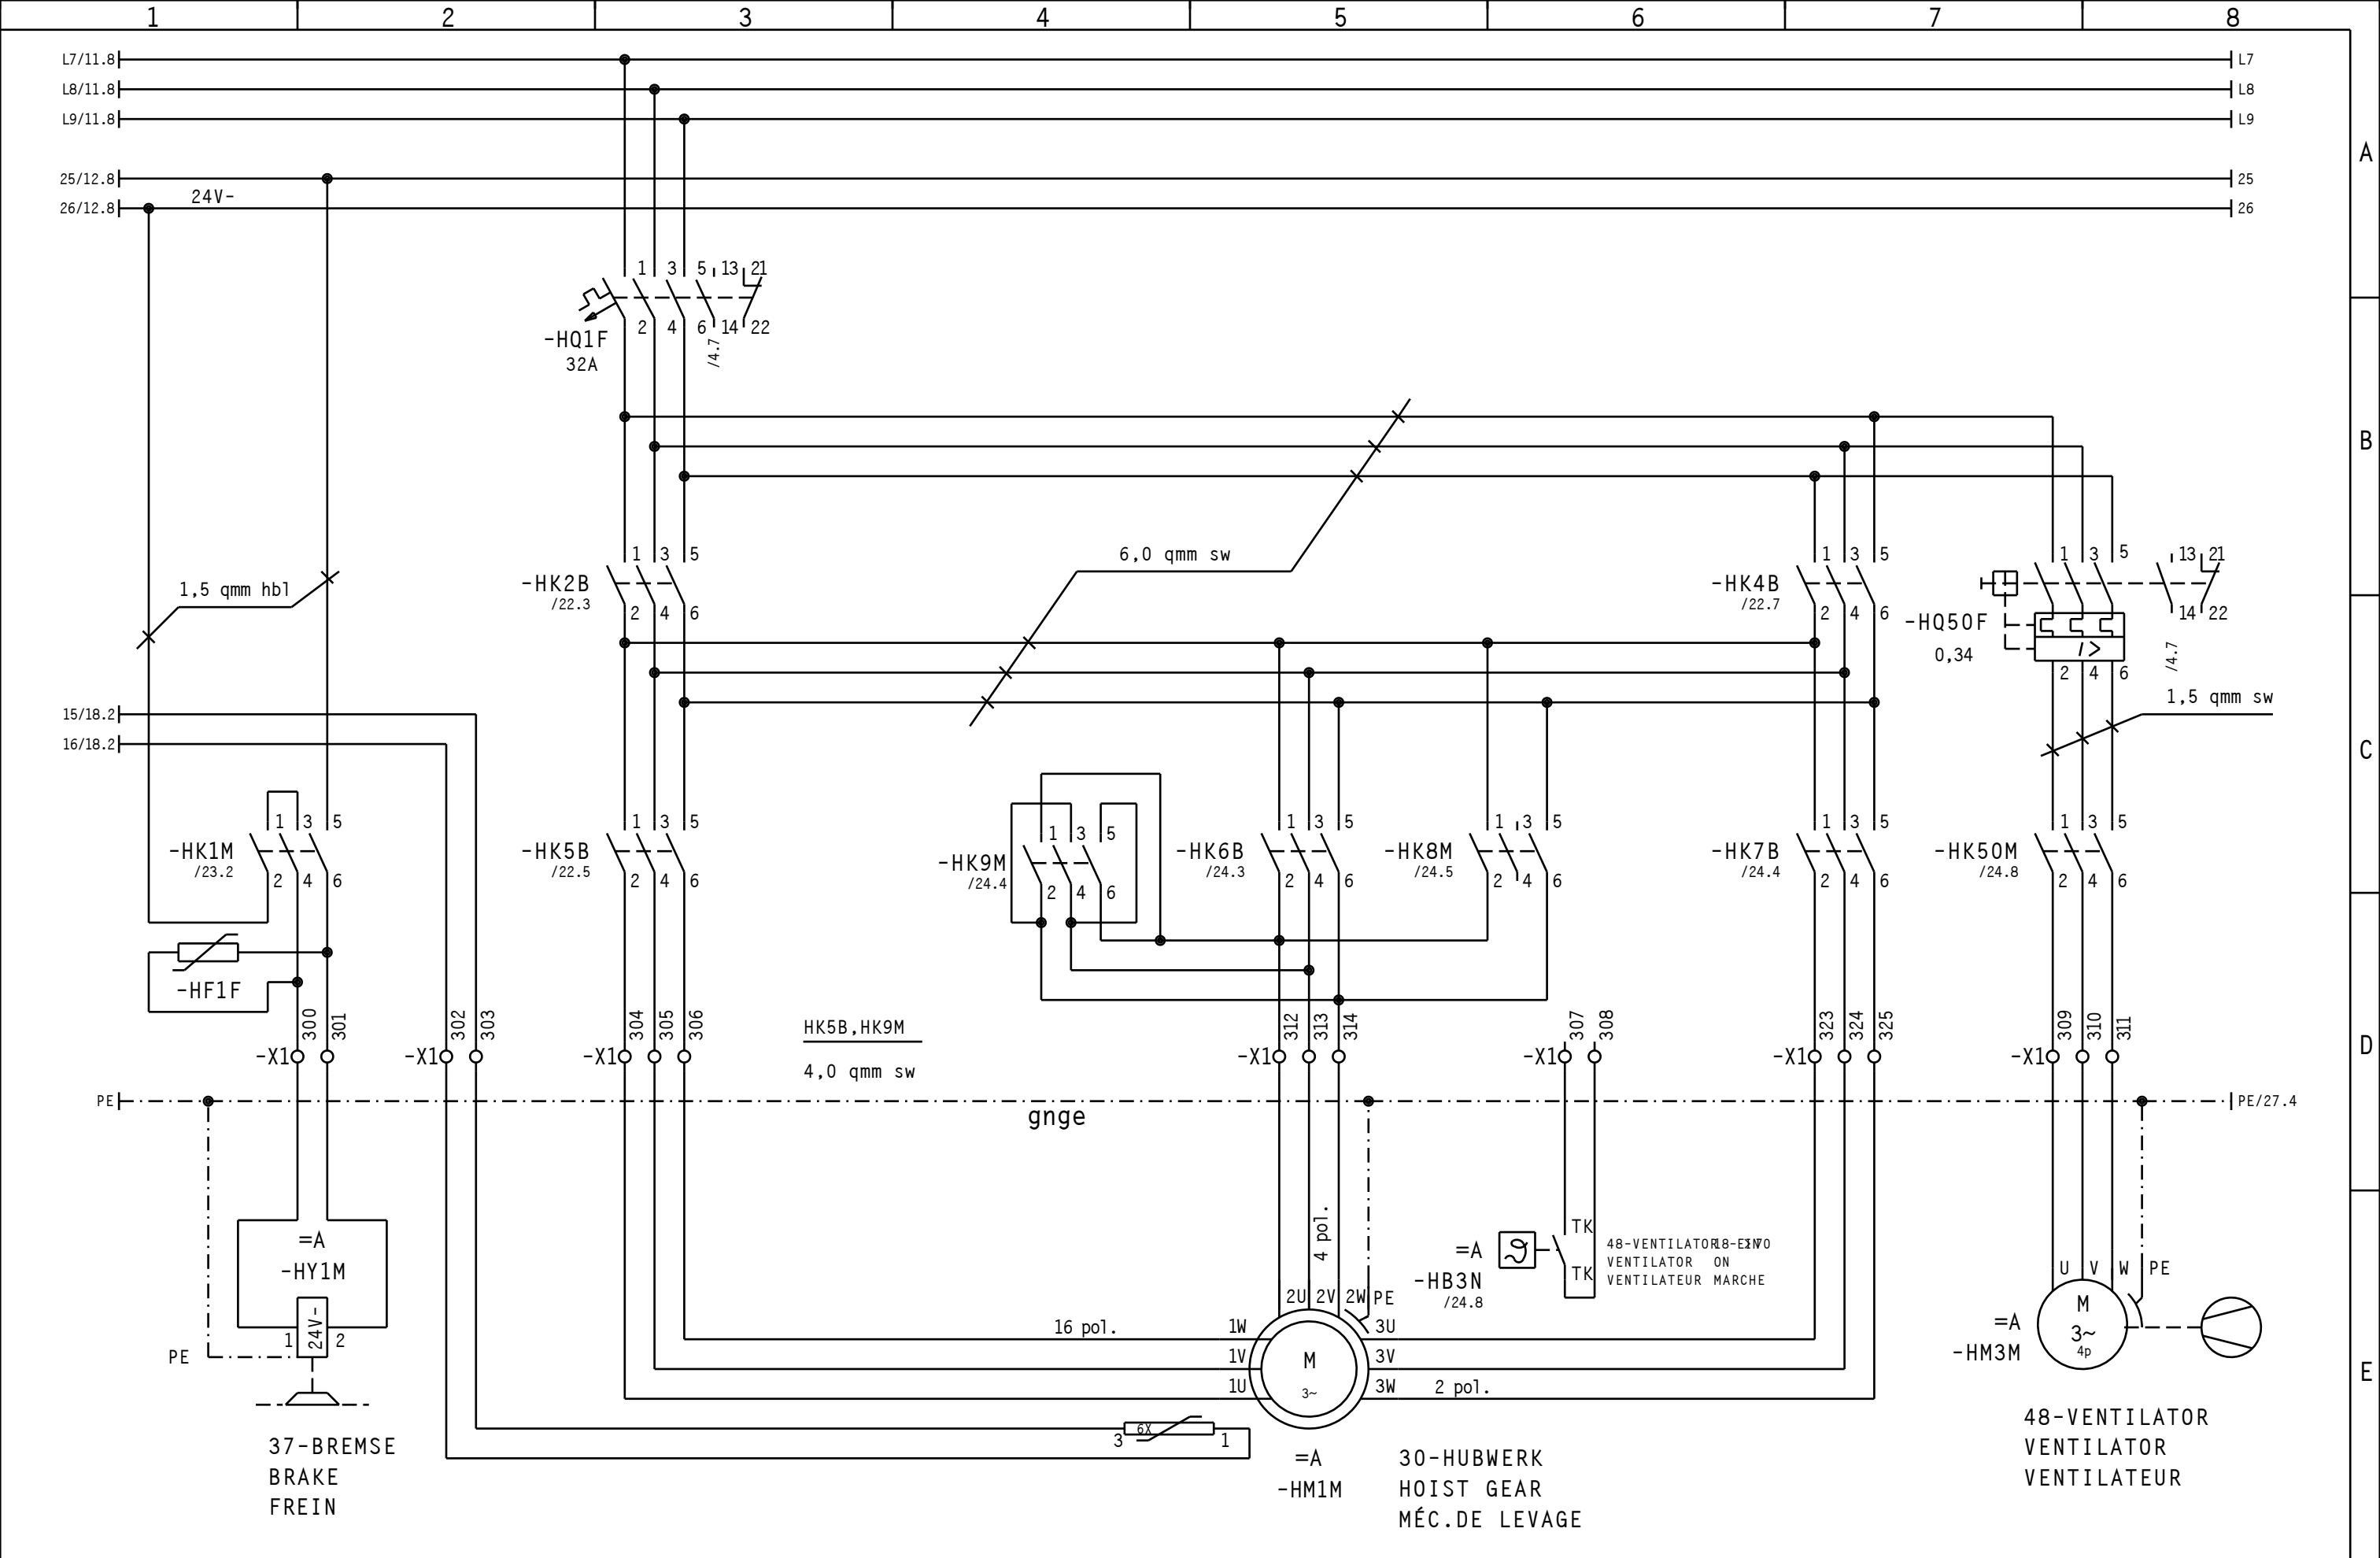 1 2 3 4 5 6 7 8
L7/11.8 L7
L8/11.8 L8
L9/11.8 L9
A
25/12.8 25
24V-
26/12.8 26
1 3 5 13 21
2 4 6 14 22
-HQ1F
32A
/4.7
B
6,0 qmm sw
1,5 qmm hbl
-HK2B
/22.3
1 3 5
2 4 6
-HK4B
/22.7
1 3 5
2 4 6
1 3 5 13 21
14 22
-HQ50F
0,34
I>
2 4 6
/4.7
1,5 qmm sw
15/18.2
16/18.2
C
-HK1M
/23.2
1 3 5
2 4 6
-HK5B
/22.5
1 3 5
2 4 6
-HK9M
/24.4
1 3 5
2 4 6
-HK6B
/24.3
1 3 5
2 4 6
-HK8M
/24.5
1 3 5
2 4 6
-HK7B
/24.4
1 3 5
2 4 6
-HK50M
/24.8
1 3 5
2 4 6
-HF1F
-X1 300 301
-X1 302 303
-X1 304 305 306
HK5B,HK9M
4,0 qmm sw
-X1 312 313 314
-X1 307 308
-X1 323 324 325
-X1 309 310 311
D
PE PE/27.4
gnge
=A
-HY1M
24V-
1 2
PE
37-BREMSE
BRAKE
FREIN
4 pol.
2U 2V 2W PE
16 pol.
1W 3U
1V 3V
1U 3W
2 pol.
M
3~
6X
3 1
=A
-HM1M
30-HUBWERK
HOIST GEAR
MÉC.DE LEVAGE
=A
-HB3N
/24.8
TK
TK
48-VENTILATOR EIN
VENTILATOR ON
VENTILATEUR MARCHE
U V W PE
M
3~
4p
=A
-HM3M
E
48-VENTILATOR
VENTILATOR
VENTILATEUR